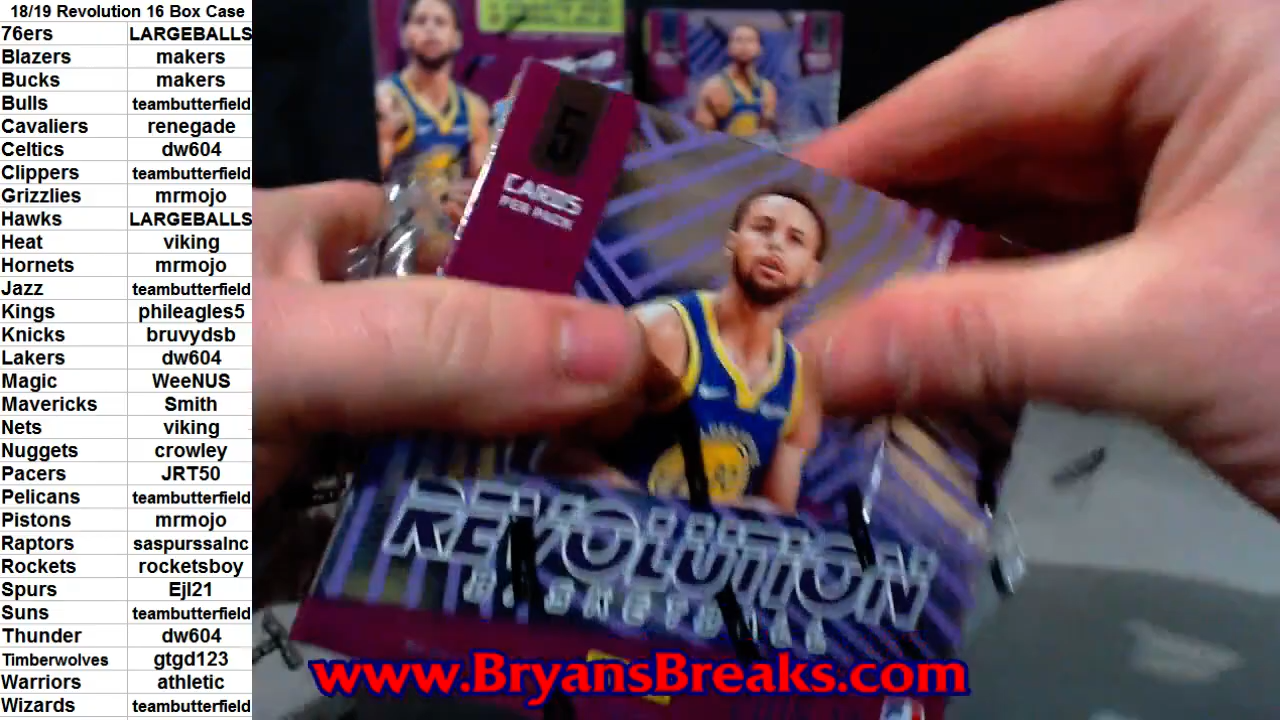 18/19 Revolution 16 Box Case
76ers LARGEBALLS
Blazers makers
Bucks makers
Bulls teambutterfield
Cavaliers renegade
Celtics dw604
Clippers teambutterfield
Grizzlies mrmojo
Hawks LARGEBALLS
Heat viking
Hornets mrmojo
Jazz teambutterfield
Kings phileagles5
Knicks bruvydsb
Lakers dw604
Magic WeeNUS
Mavericks Smith
Nets viking
Nuggets crowley
Pacers JRT50
Pelicans teambutterfield
Pistons mrmojo
Raptors saspurssalnc
Rockets rocketsboy
Spurs Ejl21
Suns teambutterfield
Thunder dw604
Timberwolves gtgd123
Warriors athletic
Wizards teambutterfield
5
CARDS
PER PACK
REVOLUTION
BASKETBALL
www.BryansBreaks.com